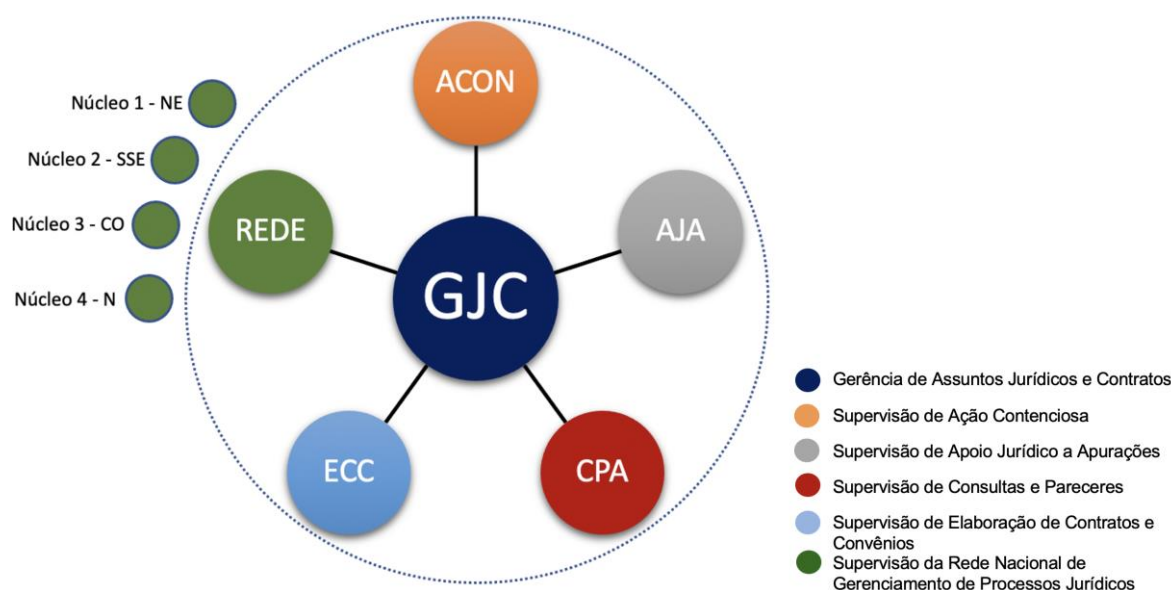 ACON
Núcleo 1 - NE
Núcleo 2 - SSE
Núcleo 3 - CO
Núcleo 4 - N
REDE
AJA
GJC
ECC
CPA
Gerência de Assuntos Jurídicos e Contratos
Supervisão de Ação Contenciosa
Supervisão de Apoio Jurídico a Apurações
Supervisão de Consultas e Pareceres
Supervisão de Elaboração de Contratos e
Convênios
Supervisão da Rede Nacional de
Gerenciamento de Processos Jurídicos